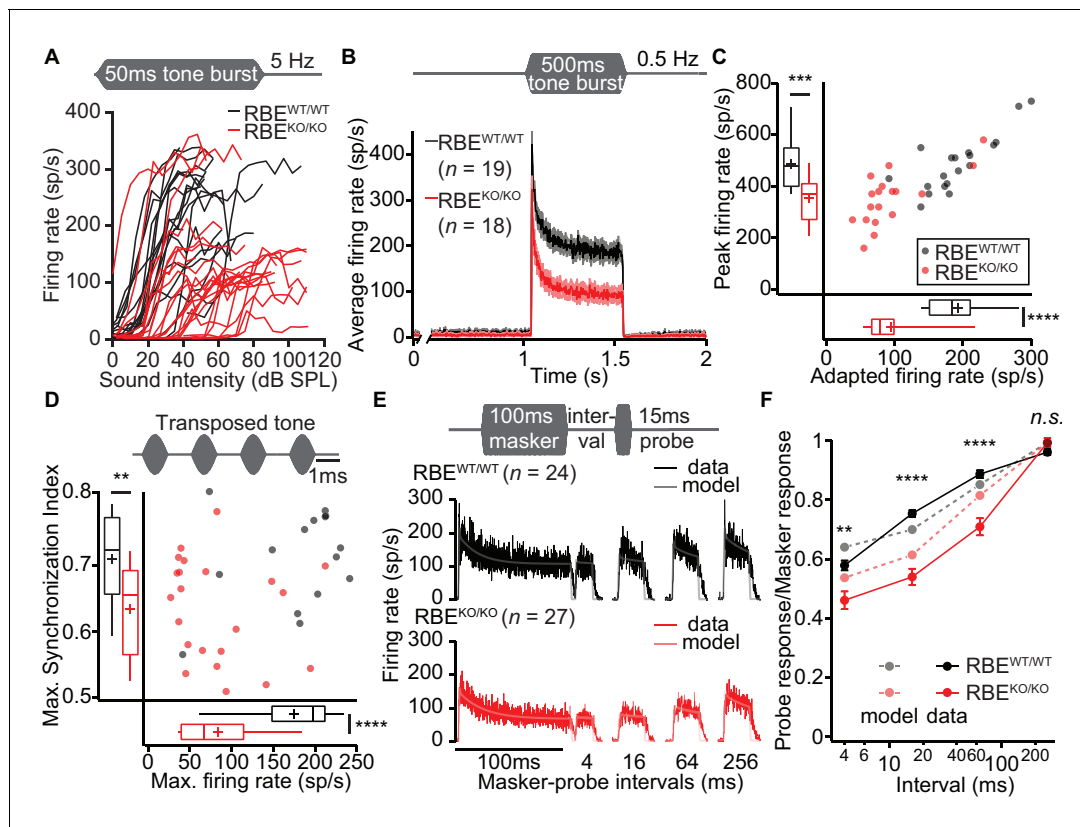 A
50ms tone burst
5 Hz
RBE^WT/WT
RBE^KO/KO
400
300
200
100
0
Firing rate (sp/s)
0 20 40 60 80 100 120
Sound intensity (dB SPL)
B
500ms
tone burst
0.5 Hz
RBE^WT/WT
(n = 19)
RBE^KO/KO
(n = 18)
400
300
200
100
0
Average firing rate (sp/s)
0 1 1.5 2
Time (s)
C
800
600
400
200
0
Peak firing rate (sp/s)
***
RBE^WT/WT
RBE^KO/KO
****
0 100 200 300
Adapted firing rate (sp/s)
D
Transposed tone
1ms
**
0.8
0.7
0.6
0.5
Max. Synchronization Index
****
0 50 100 150 200 250
Max. firing rate (sp/s)
E
100ms
masker
inter-
val
15ms
probe
RBE^WT/WT (n = 24)
data
model
300
200
100
0
RBE^KO/KO (n = 27)
data
model
300
200
100
0
Firing rate (sp/s)
100ms 4 16 64 256
Masker-probe intervals (ms)
F
n.s.
****
****
**
1
0.8
0.6
0.4
0.2
0
Probe response/Masker response
RBE^WT/WT
RBE^KO/KO
model data
4 6 10 20 40 60 100 200
Interval (ms)